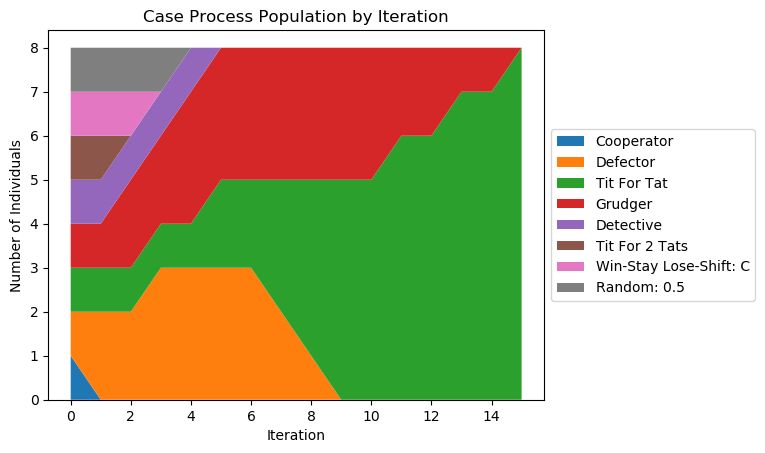 Case Process Population by Iteration
Number of Individuals
8
7
6
5
4
3
2
1
0
0 2 4 6 8 10 12 14
Iteration
Cooperator
Defector
Tit For Tat
Grudger
Detective
Tit For 2 Tats
Win-Stay Lose-Shift: C
Random: 0.5